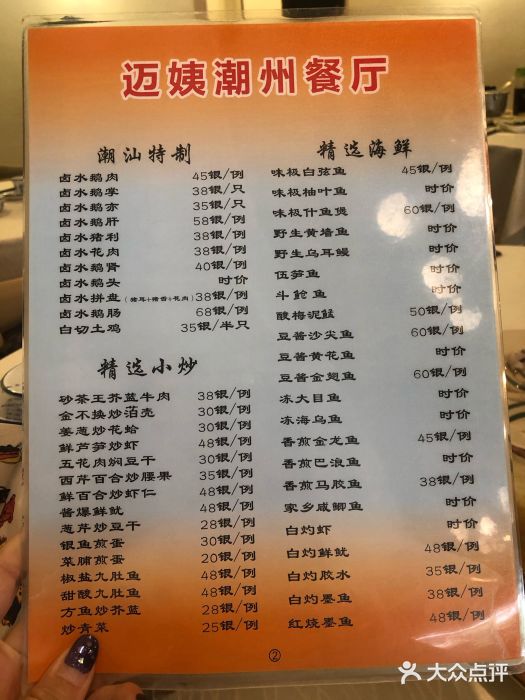 迈姨潮州餐厅
潮汕特制
卤水鹅肉 45银/例
卤水鹅掌 38银/只
卤水鹅亦 35银/只
卤水鹅肝 58银/例
卤水猪利 38银/例
卤水花肉 38银/例
卤水鹅肾 40银/例
卤水鹅头 时价
卤水拼盘(猪耳+猪舌+花肉) 38银/例
卤水鹅肠 68银/例
白切土鸡 35银/半只
精选小炒
砂茶王芥蓝牛肉 38银/例
金不换炒泊壳 30银/例
姜葱炒花蛤 30银/例
鲜芦笋炒虾 48银/例
五花肉焖豆干 30银/例
西芹百合炒腰果 35银/例
鲜百合炒虾仁 48银/例
酱爆鲜鱿 48银/例
葱芹炒豆干 28银/例
银鱼煎蛋 30银/例
菜脯煎蛋 20银/例
椒盐九肚鱼 48银/例
甜酸九肚鱼 48银/例
方鱼炒芥蓝 28银/例
炒青菜 25银/例
精选海鲜
味极白弦鱼 45银/例
味极柚叶鱼 时价
味极什鱼煲 60银/例
野生黄墙鱼 时价
野生乌耳鳗 时价
伍笋鱼 时价
斗鲳鱼 时价
酸梅泥鯭 50银/例
豆酱沙尖鱼 60银/例
豆酱黄花鱼 时价
豆酱金翅鱼 60银/例
冻大目鱼 时价
冻海乌鱼 时价
香煎金龙鱼 45银/例
香煎巴浪鱼 时价
香煎马胶鱼 38银/例
家乡咸鲫鱼 时价
白灼虾 时价
白灼鲜鱿 48银/例
白灼胶水 35银/例
白灼墨鱼 38银/例
红烧墨鱼 48银/例
②
大众点评